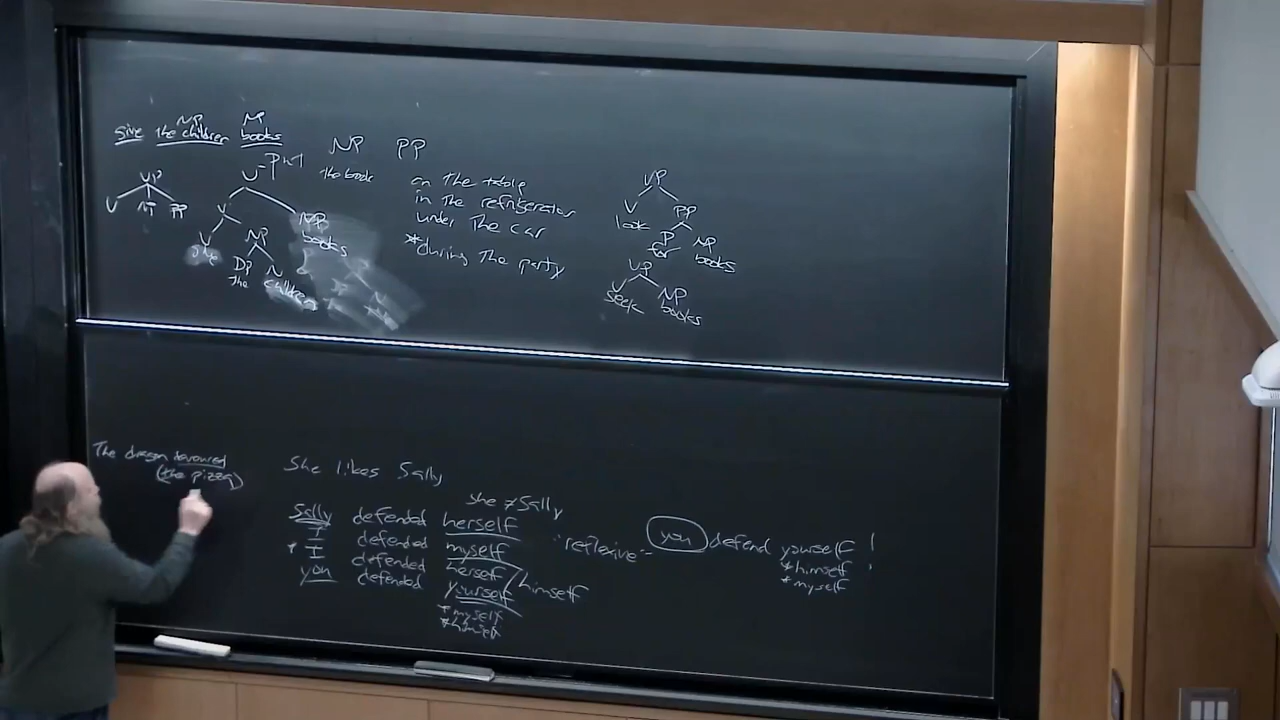 NP NP
give the children books
NP PP
V-P
the book
VP
V NP PP
V
V
NP
books
give
NP
DP N
the children
on the table
in the refrigerator
under the car
*during the party
VP
V PP
look
P NP
for books
VP
V NP
seek books
The dragon devoured
(the pizza)
She likes Sally
she ≠ Sally
Sally defended herself
I defended myself
* I defended herself/himself
you defended yourself
*myself
*himself
"reflexive"
you defend yourself !
*himself !
*myself